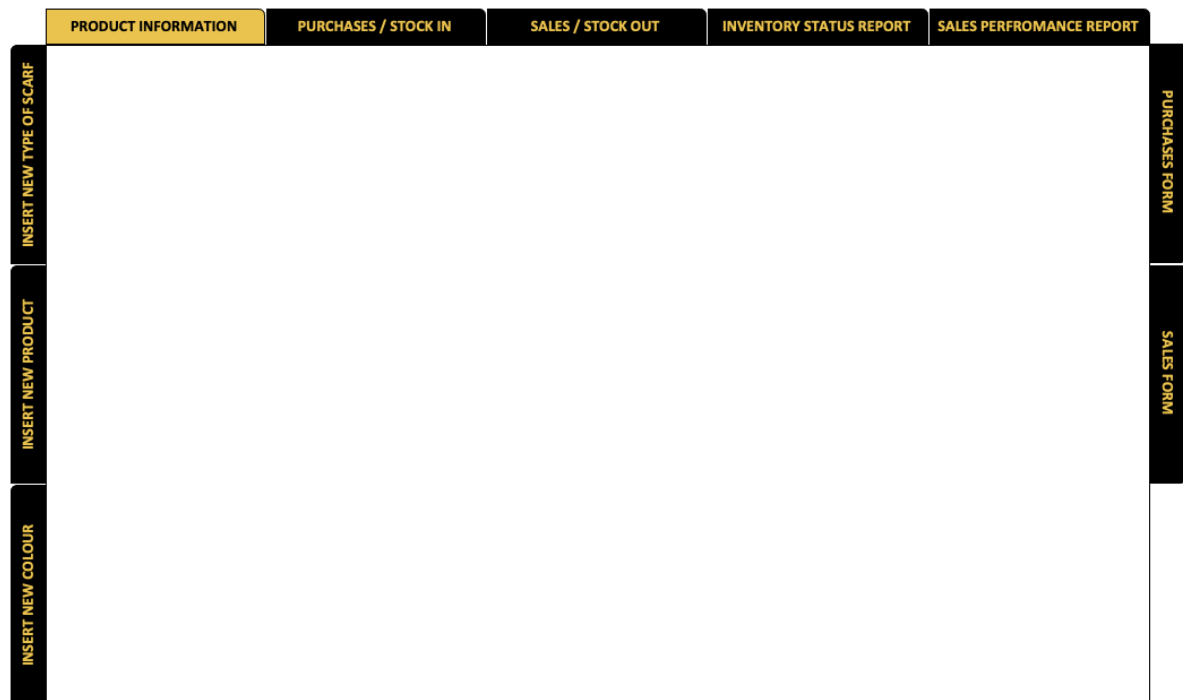 PRODUCT INFORMATION
PURCHASES / STOCK IN
SALES / STOCK OUT
INVENTORY STATUS REPORT
SALES PERFROMANCE REPORT
INSERT NEW TYPE OF SCARF
INSERT NEW PRODUCT
INSERT NEW COLOUR
PURCHASES FORM
SALES FORM